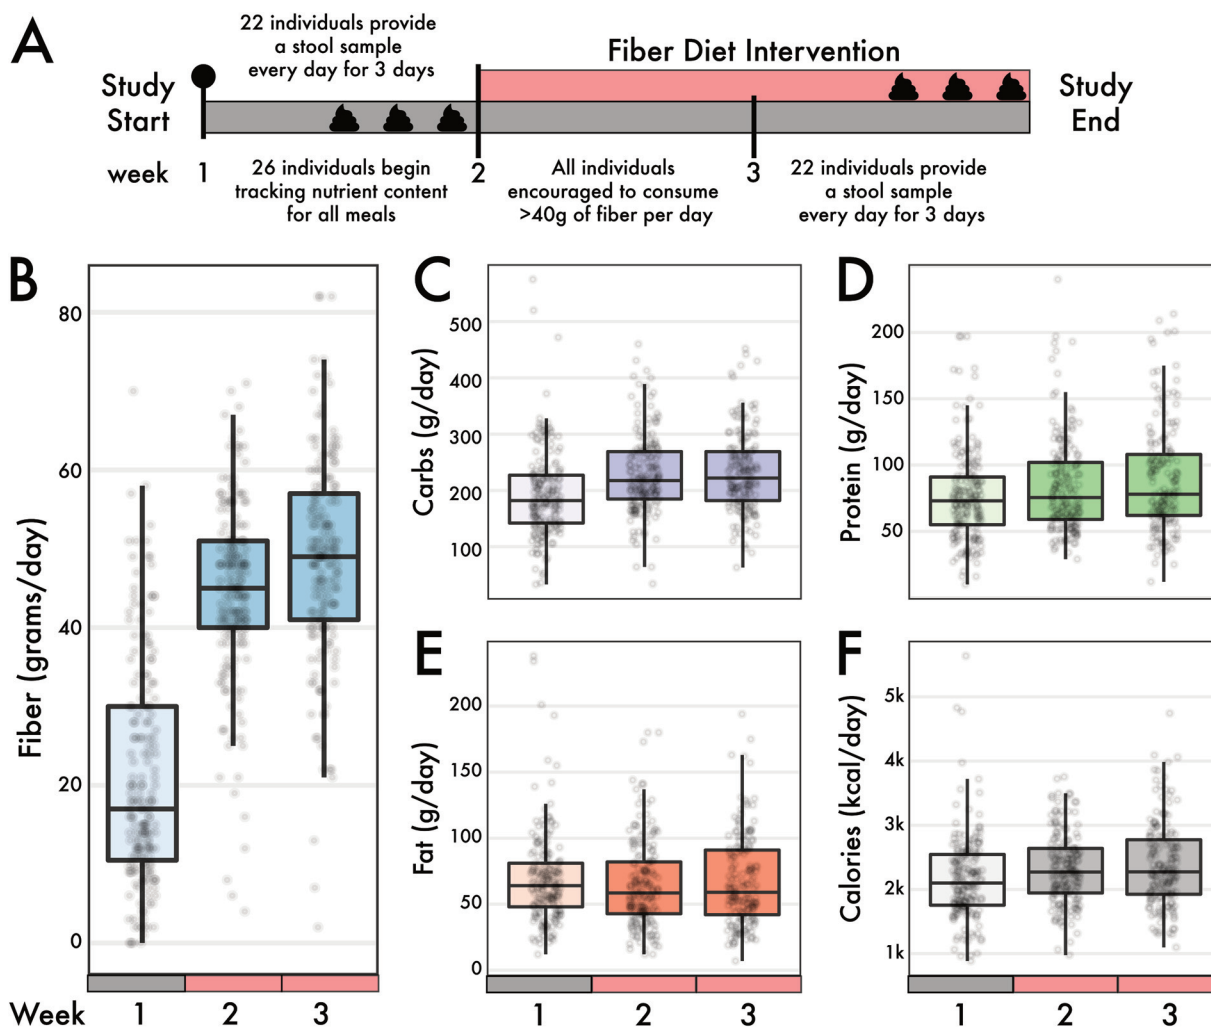 A
22 individuals provide
a stool sample
every day for 3 days
Fiber Diet Intervention
Study
Start
Study
End
week
1
2
3
26 individuals begin
tracking nutrient content
for all meals
All individuals
encouraged to consume
>40g of fiber per day
22 individuals provide
a stool sample
every day for 3 days
B
Fiber (grams/day)
80
60
40
20
0
Week
1
2
3
C
Carbs (g/day)
500
400
300
200
100
D
Protein (g/day)
200
150
100
50
E
Fat (g/day)
200
150
100
50
0
1
2
3
F
Calories (kcal/day)
5k
4k
3k
2k
1k
1
2
3